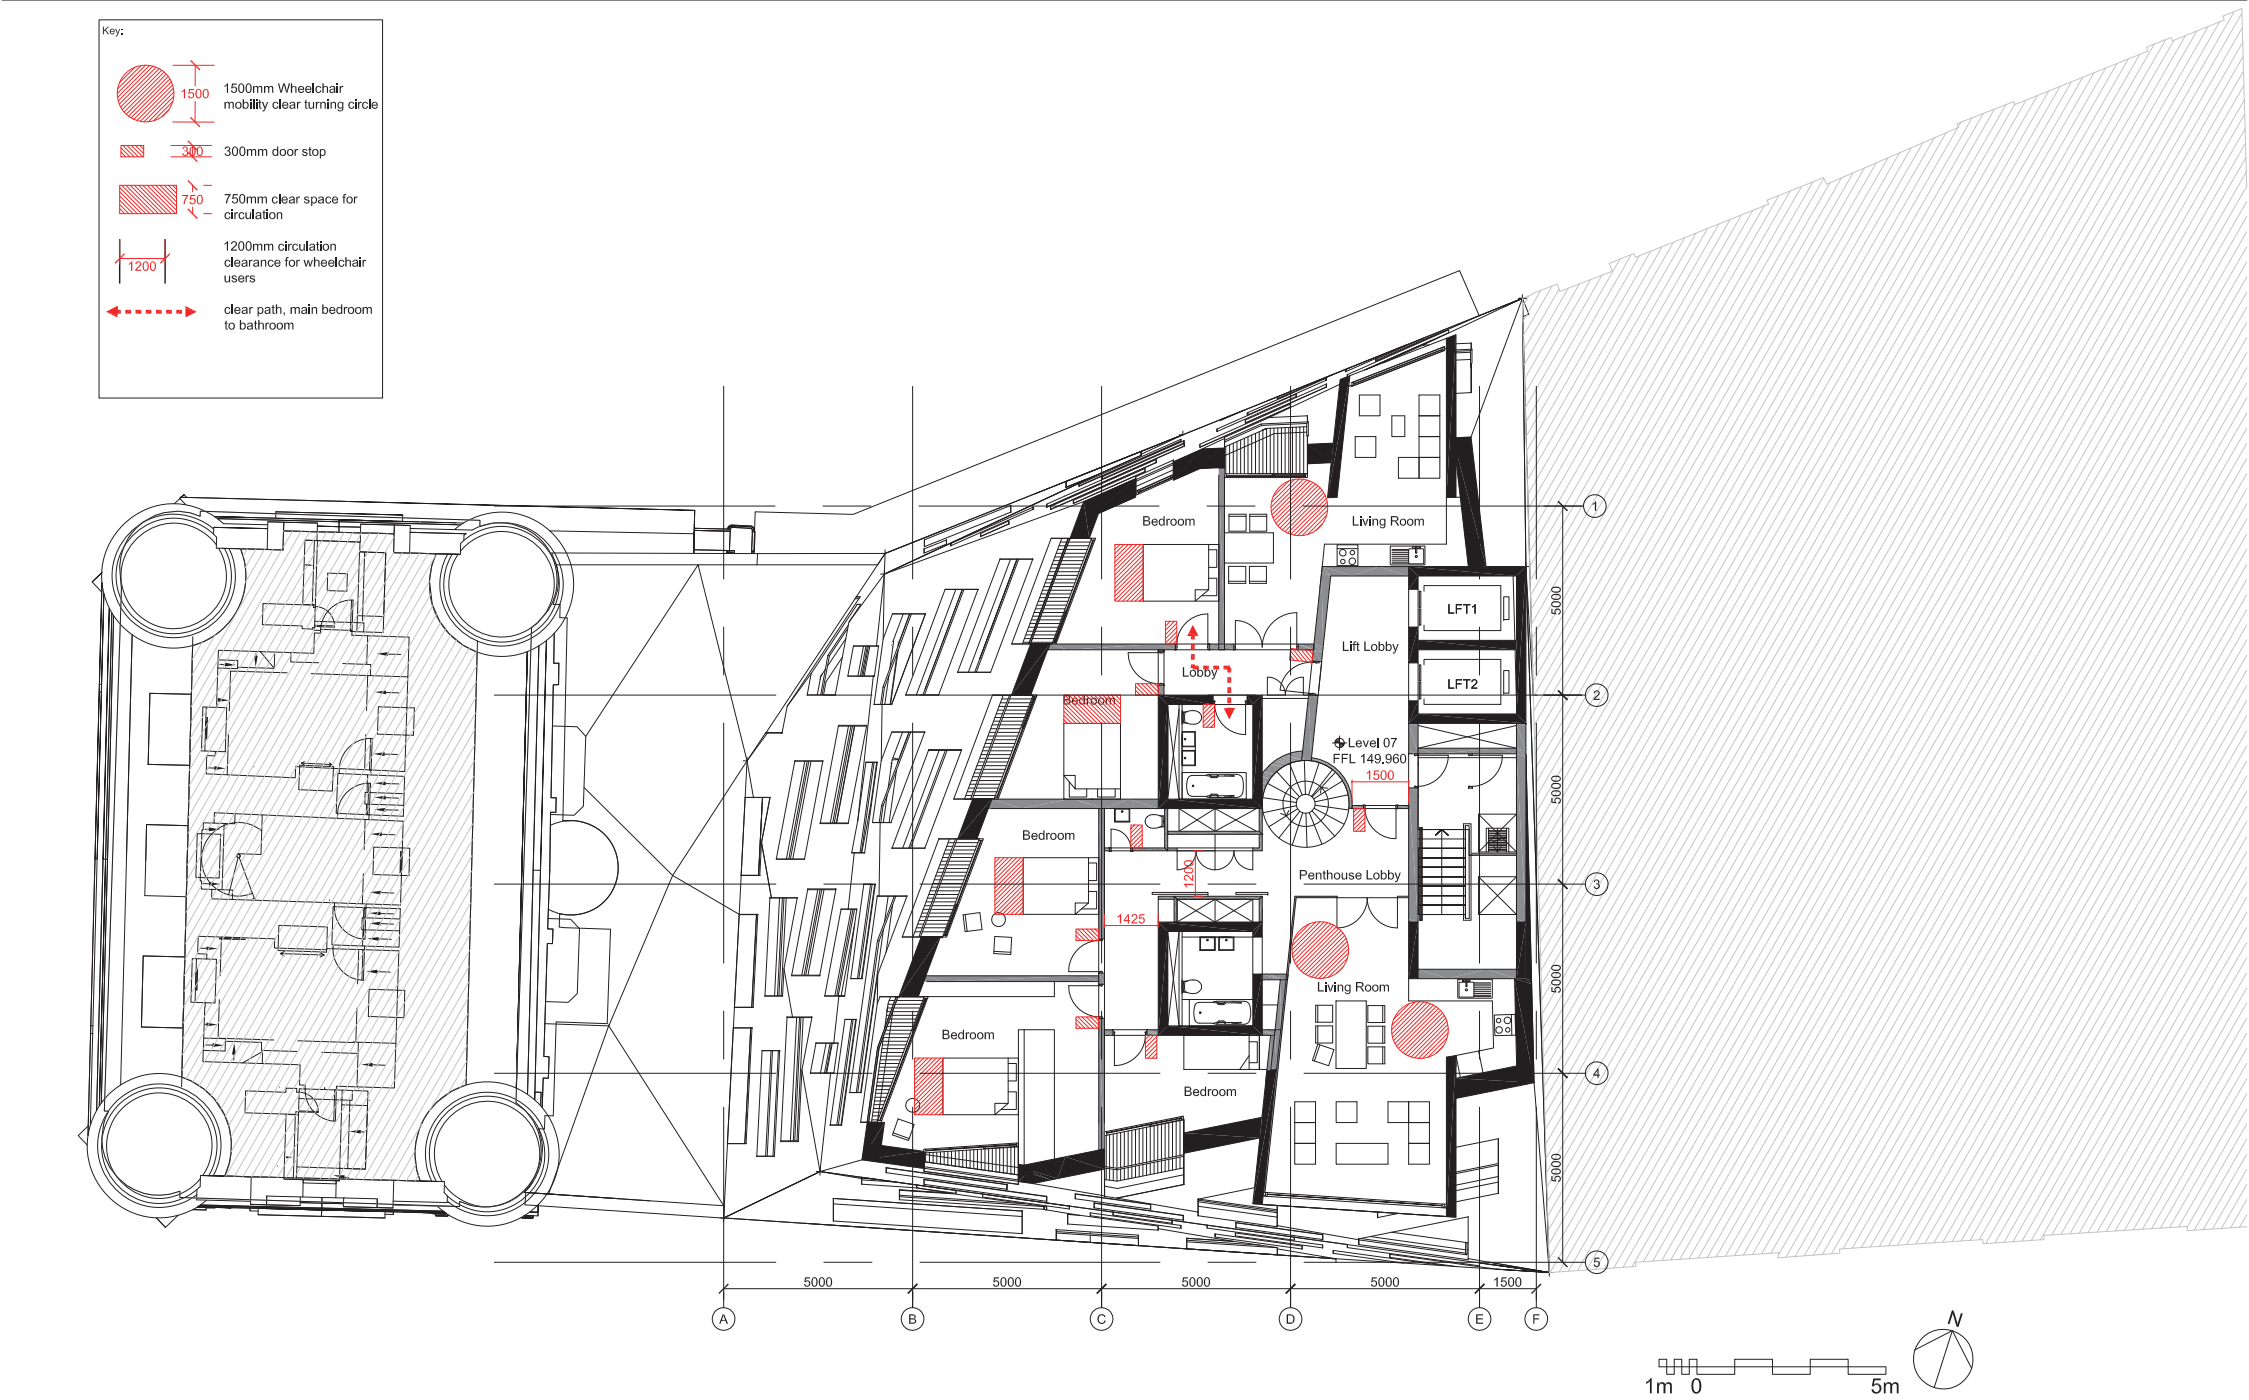 Key:
1500
1500mm Wheelchair
mobility clear turning circle
300
300mm door stop
750
750mm clear space for
circulation
1200
1200mm circulation
clearance for wheelchair
users
clear path, main bedroom
to bathroom
1
Bedroom
Living Room
5000
LFT1
Lift Lobby
Lobby
LFT2
2
Bedroom
Level 07
FFL 149.960
1500
5000
Bedroom
1200
Penthouse Lobby
3
1425
Living Room
5000
Bedroom
4
Bedroom
5000
5
5000
5000
5000
5000
1500
A
B
C
D
E
F
N
1m
0
5m